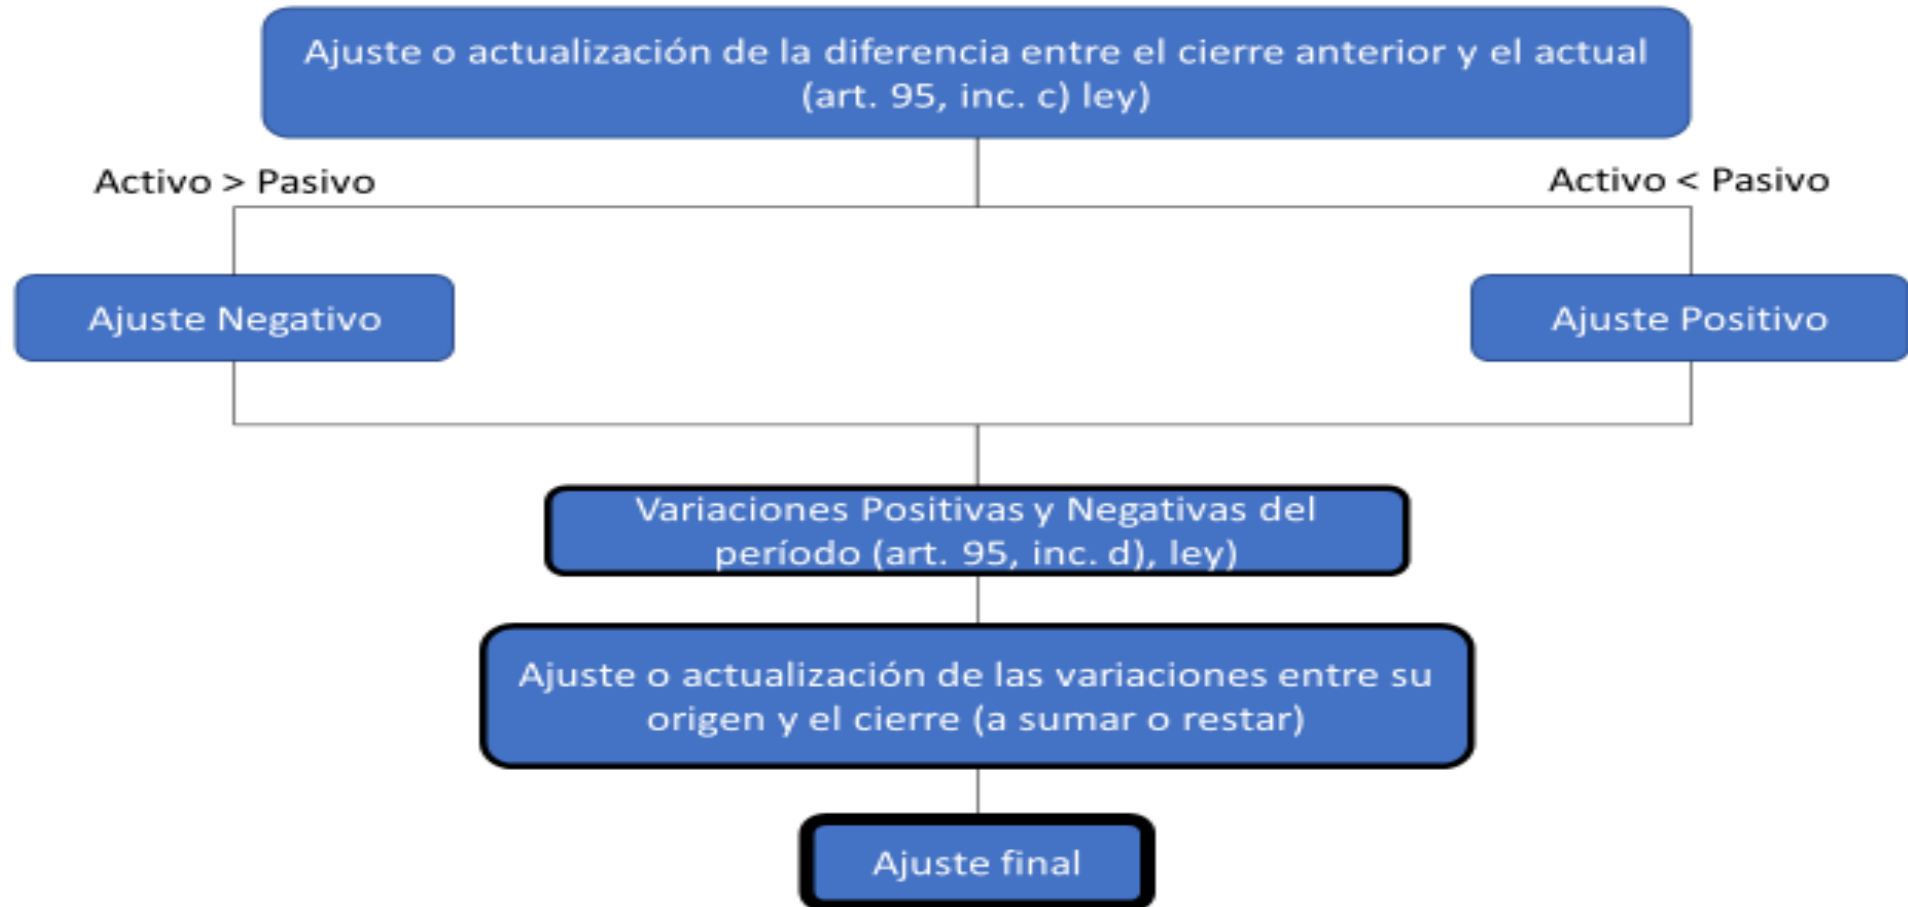 Ajuste o actualización de la diferencia entre el cierre anterior y el actual
(art. 95, inc. c) ley)
Activo > Pasivo
Activo < Pasivo
Ajuste Negativo
Ajuste Positivo
Variaciones Positivas y Negativas del
período (art. 95, inc. d), ley)
Ajuste o actualización de las variaciones entre su
origen y el cierre (a sumar o restar)
Ajuste final